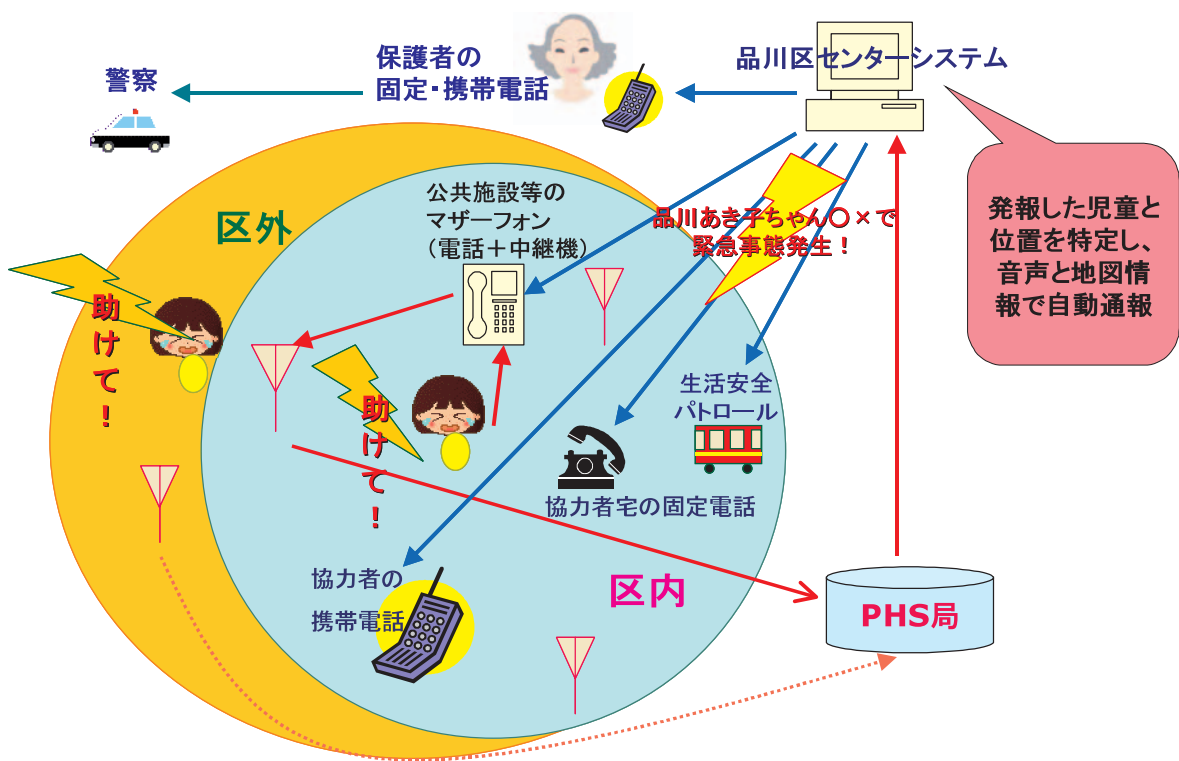 保護者の
固定・携帯電話
品川区センターシステム
警察
公共施設等の
マザーフォン
（電話＋中継機）
品川あき子ちゃん〇×で
緊急事態発生！
発報した児童と
位置を特定し、
音声と地図情
報で自動通報
区外
助けて！
助けて！
生活安全
パトロール
協力者宅の固定電話
協力者の
携帯電話
区内
PHS局